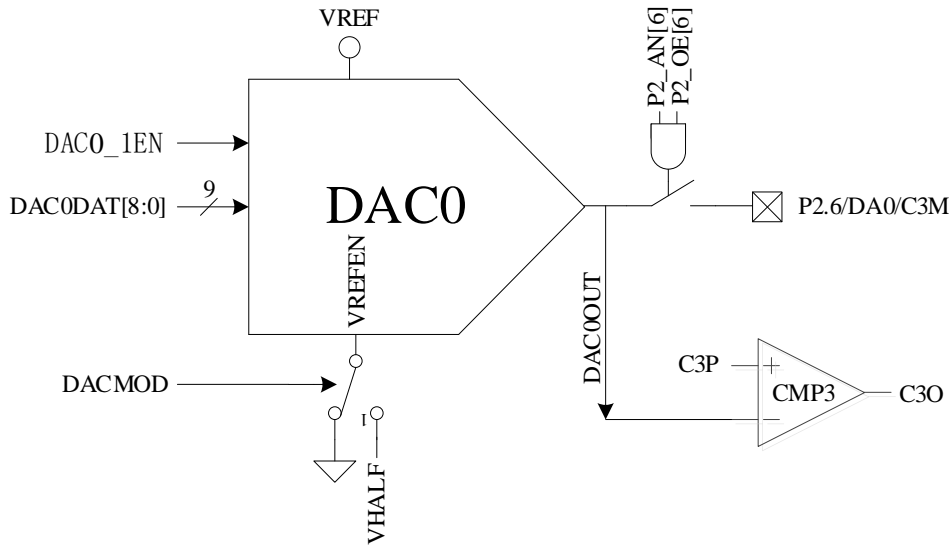 VREF
P2_AN[6]
P2_OE[6]
DAC0_1EN
DAC0DAT[8:0]
9
DAC0
P2.6/DA0/C3M
VREFEN
DAC0OUT
DACMOD
C3P
+
CMP3
C3O
1
VHALF